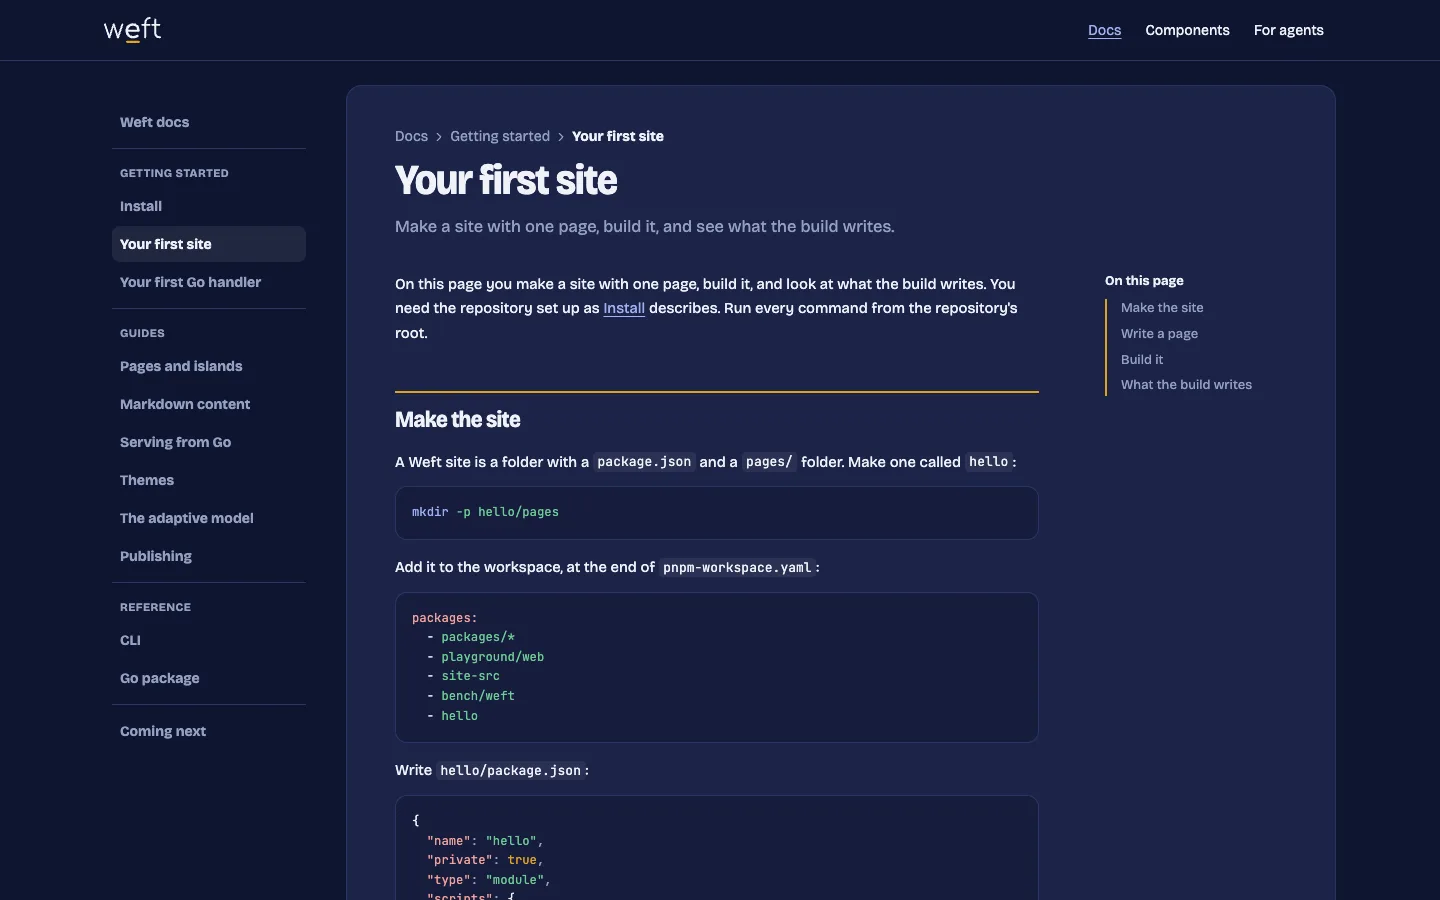 weft
Docs
Components
For agents
Weft docs
GETTING STARTED
Install
Your first site
Your first Go handler
GUIDES
Pages and islands
Markdown content
Serving from Go
Themes
The adaptive model
Publishing
REFERENCE
CLI
Go package
Coming next
Docs > Getting started > Your first site
Your first site
Make a site with one page, build it, and see what the build writes.
On this page you make a site with one page, build it, and look at what the build writes. You
need the repository set up as Install describes. Run every command from the repository's
root.
Make the site
A Weft site is a folder with a package.json and a pages/ folder. Make one called hello:
mkdir -p hello/pages
Add it to the workspace, at the end of pnpm-workspace.yaml:
packages:
  - packages/*
  - playground/web
  - site-src
  - bench/weft
  - hello
Write hello/package.json:
{
  "name": "hello",
  "private": true,
  "type": "module",
  "scripts": {
On this page
Make the site
Write a page
Build it
What the build writes